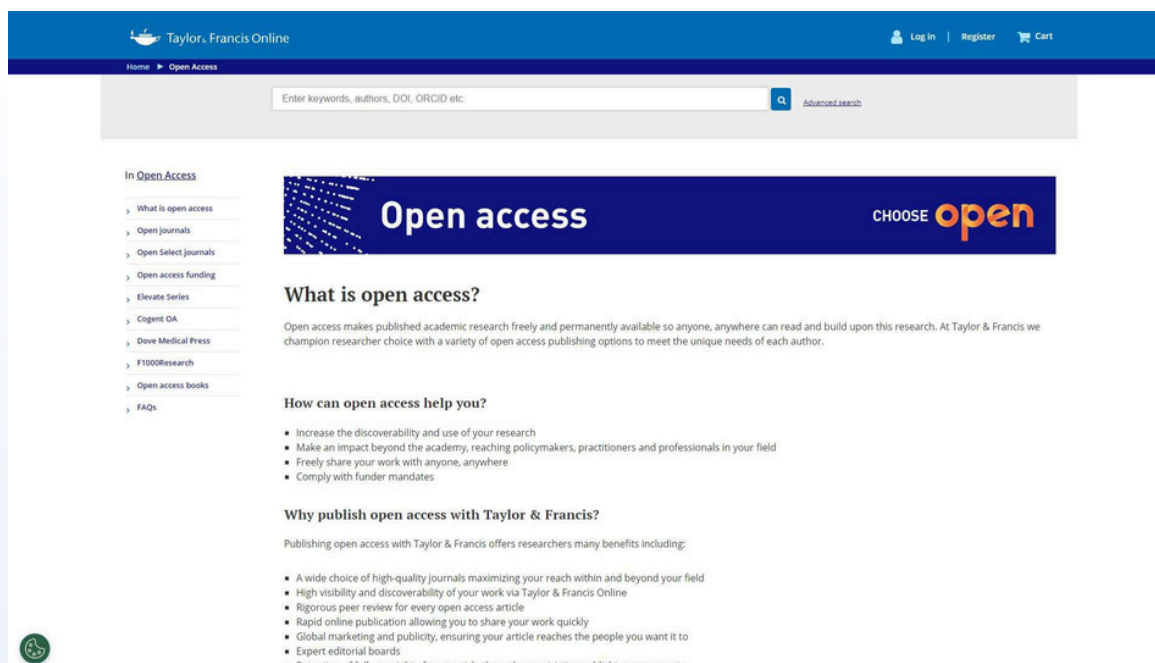 Taylor & Francis Online
Log in | Register Cart
Home Open Access
Enter keywords, authors, DOI, ORCID etc
Advanced search
In Open Access
What is open access
Open journals
Open Select journals
Open access funding
Elevate Series
Cogent OA
Dove Medical Press
F1000Research
Open access books
FAQs
Open access
CHOOSE open
What is open access?
Open access makes published academic research freely and permanently available so anyone, anywhere can read and build upon this research. At Taylor & Francis we
champion researcher choice with a variety of open access publishing options to meet the unique needs of each author.
How can open access help you?
Increase the discoverability and use of your research
Make an impact beyond the academy, reaching policymakers, practitioners and professionals in your field
Freely share your work with anyone, anywhere
Comply with funder mandates
Why publish open access with Taylor & Francis?
Publishing open access with Taylor & Francis offers researchers many benefits including:
A wide choice of high-quality journals maximizing your reach within and beyond your field
High visibility and discoverability of your work via Taylor & Francis Online
Rigorous peer review for every open access article
Rapid online publication allowing you to share your work quickly
Global marketing and publicity, ensuring your article reaches the people you want it to
Expert editorial boards